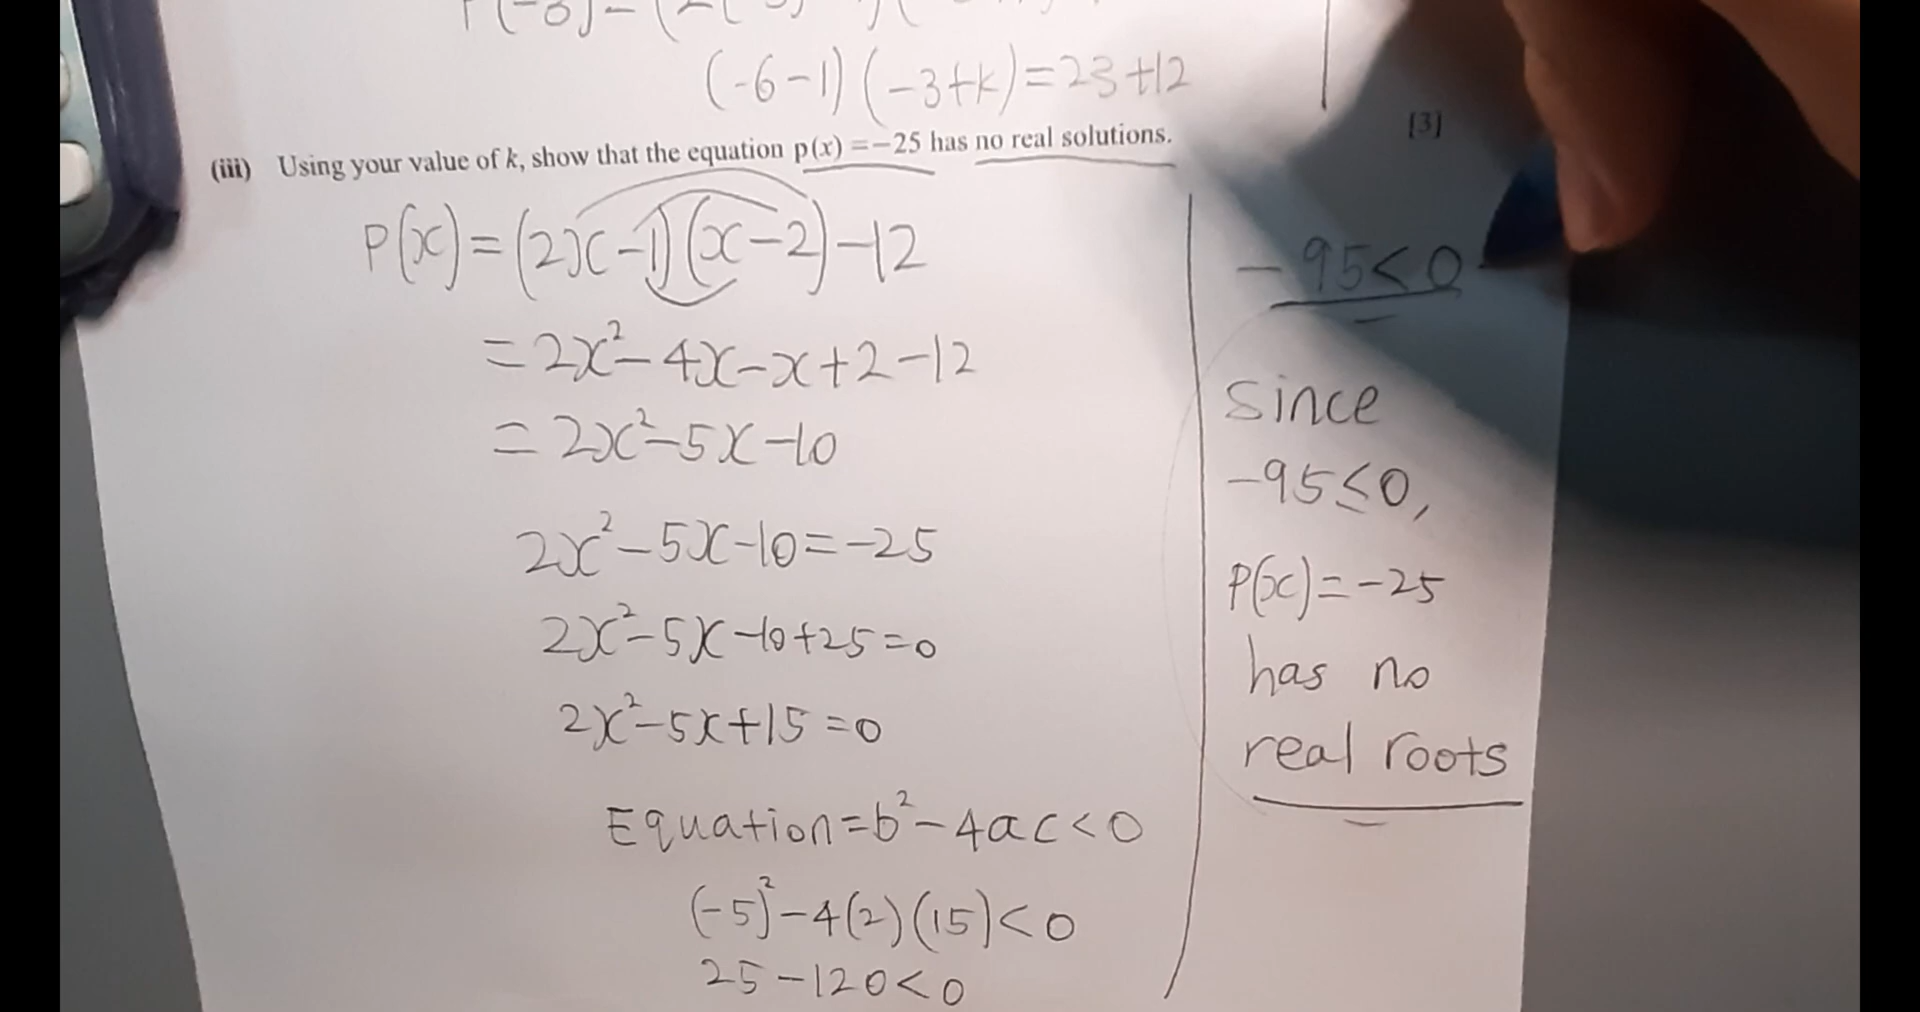 (-6-1)(-3+k)=23+12
[3]
(iii) Using your value of k, show that the equation p(x) =−25 has no real solutions.
P(x)=(2x-1)(x-2)-12
=2x²-4x-x+2-12
=2x²-5x-10
2x²-5x-10=-25
2x²-5x-10+25=0
2x²-5x+15=0
Equation=b²-4ac<0
(-5)²-4(2)(15)<0
25-120<0
-95<0
since
-95≤0,
P(x)=-25
has no
real roots